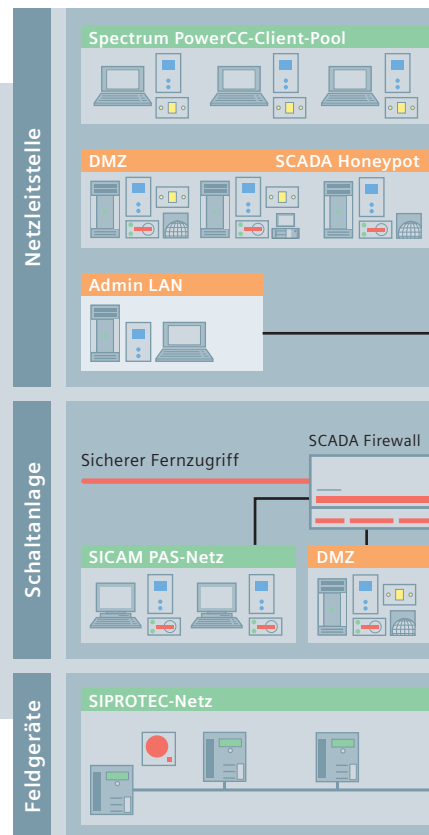 Netzleitstelle
Spectrum PowerCC-Client-Pool
DMZ
SCADA Honeypot
Admin LAN
Schaltanlage
SCADA Firewall
Sicherer Fernzugriff
SICAM PAS-Netz
DMZ
Feldgeräte
SIPROTEC-Netz